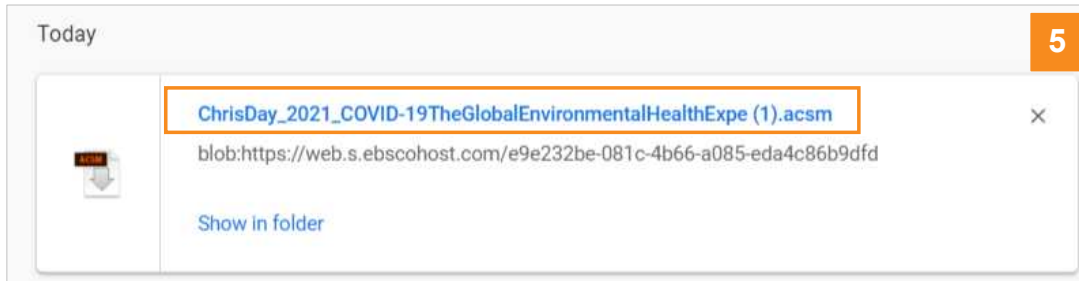 Today
5
ChrisDay_2021_COVID-19TheGlobalEnvironmentalHealthExpe (1).acsm
blob:https://web.s.ebscohost.com/e9e232be-081c-4b66-a085-eda4c86b9dfd
ACSM
Show in folder